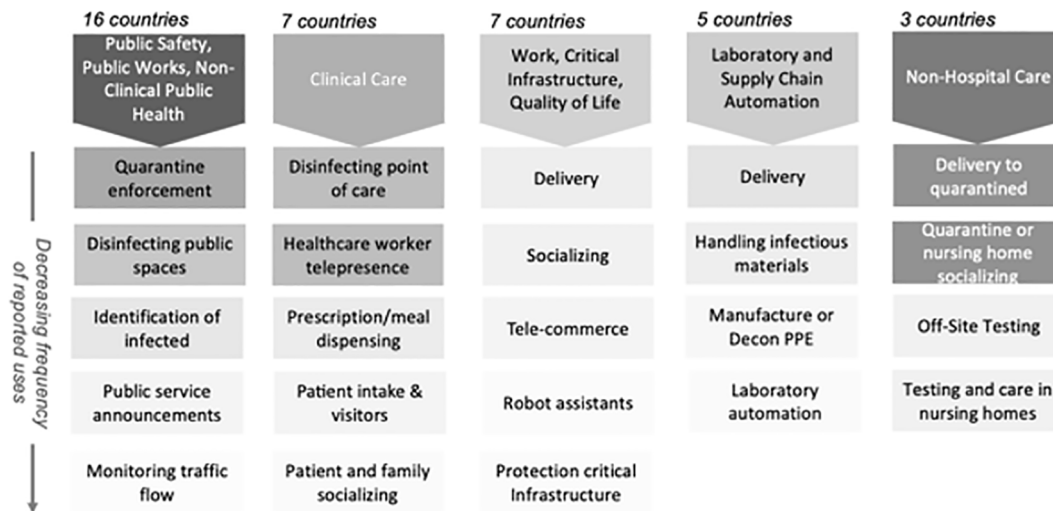 16 countries
Public Safety,
Public Works, Non-
Clinical Public
Health
7 countries
Clinical Care
7 countries
Work, Critical
Infrastructure,
Quality of Life
5 countries
Laboratory and
Supply Chain
Automation
3 countries
Non-Hospital Care
Decreasing frequency
of reported uses
Quarantine
enforcement
Disinfecting public
spaces
Identification of
infected
Public service
announcements
Monitoring traffic
flow
Disinfecting point
of care
Healthcare worker
telepresence
Prescription/meal
dispensing
Patient intake &
visitors
Patient and family
socializing
Delivery
Socializing
Tele-commerce
Robot assistants
Protection critical
Infrastructure
Delivery
Handling infectious
materials
Manufacture or
Decon PPE
Laboratory
automation
Delivery to
quarantined
Quarantine or
nursing home
socializing
Off-Site Testing
Testing and care in
nursing homes